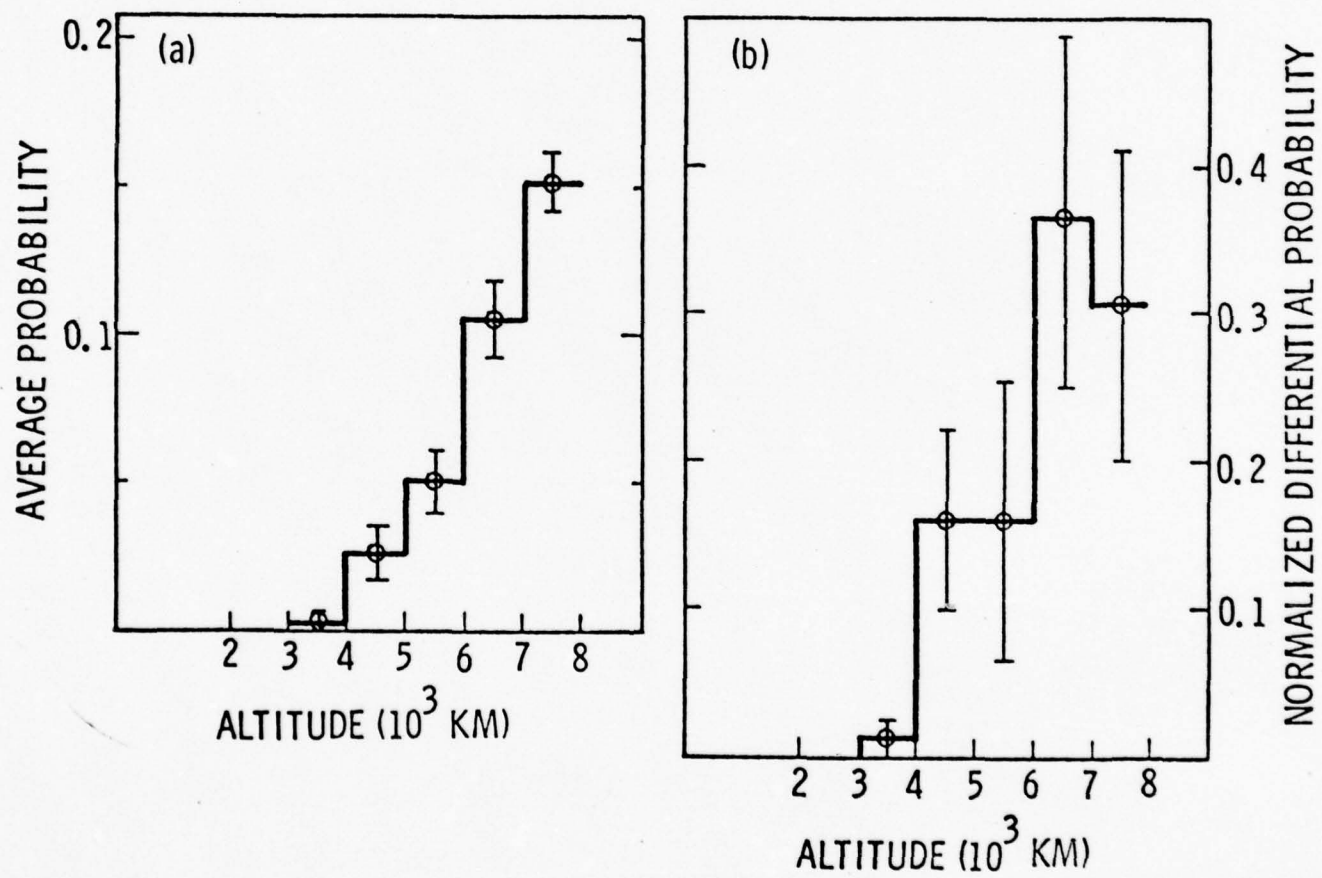 (a)
0.2
0.1
AVERAGE PROBABILITY
2 3 4 5 6 7 8
ALTITUDE (10³ KM)
(b)
0.4
0.3
0.2
0.1
NORMALIZED DIFFERENTIAL PROBABILITY
2 3 4 5 6 7 8
ALTITUDE (10³ KM)